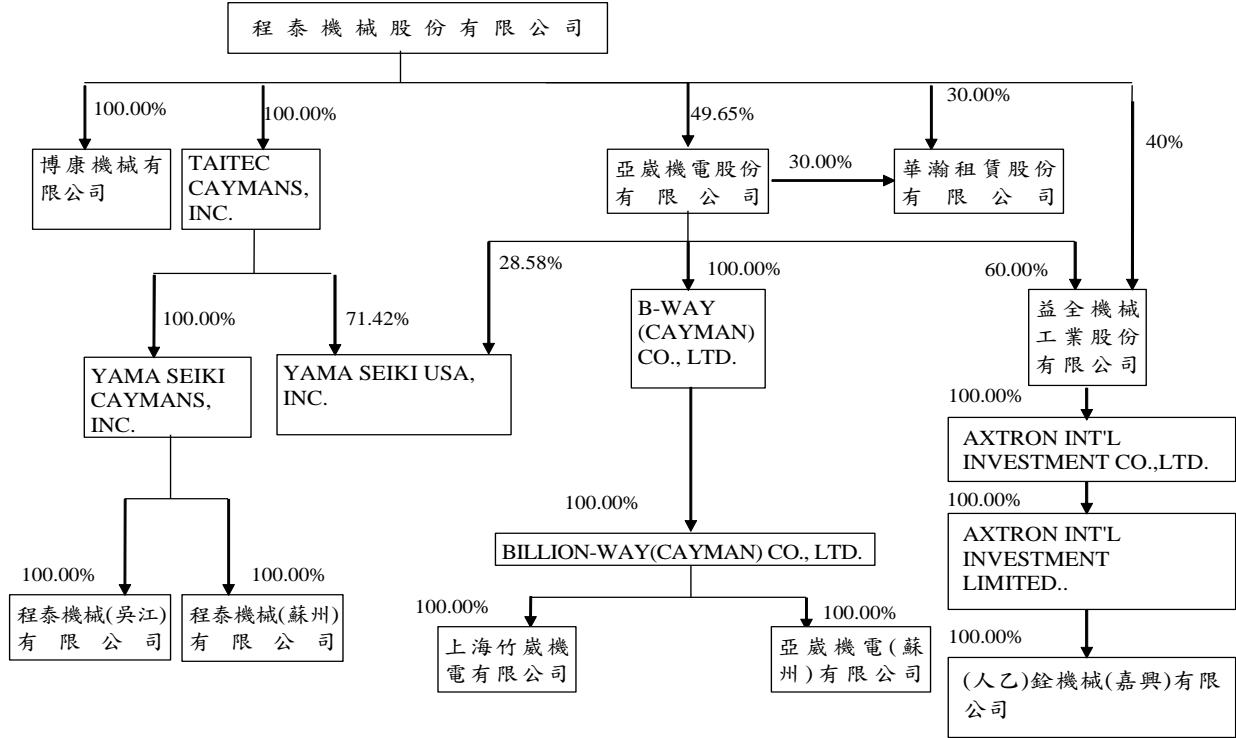 程泰機械股份有限公司
100.00%
100.00%
49.65%
30.00%
40%
博康機械有
限公司
TAITEC
CAYMANS,
INC.
亞崴機電股份
有限公司
30.00%
華瀚租賃股份
有限公司
100.00%
71.42%
28.58%
100.00%
60.00%
YAMA SEIKI
CAYMANS,
INC.
YAMA SEIKI USA,
INC.
B-WAY
(CAYMAN)
CO., LTD.
益全機械
工業股份
有限公司
100.00%
AXTRON INT'L
INVESTMENT CO.,LTD.
100.00%
100.00%
BILLION-WAY(CAYMAN) CO., LTD.
AXTRON INT'L
INVESTMENT
LIMITED..
100.00%
100.00%
程泰機械(吳江)
有限公司
程泰機械(蘇州)
有限公司
100.00%
100.00%
上海竹崴機
電有限公司
亞崴機電(蘇
州)有限公司
100.00%
(人乙)銓機械(嘉興)有限
公司